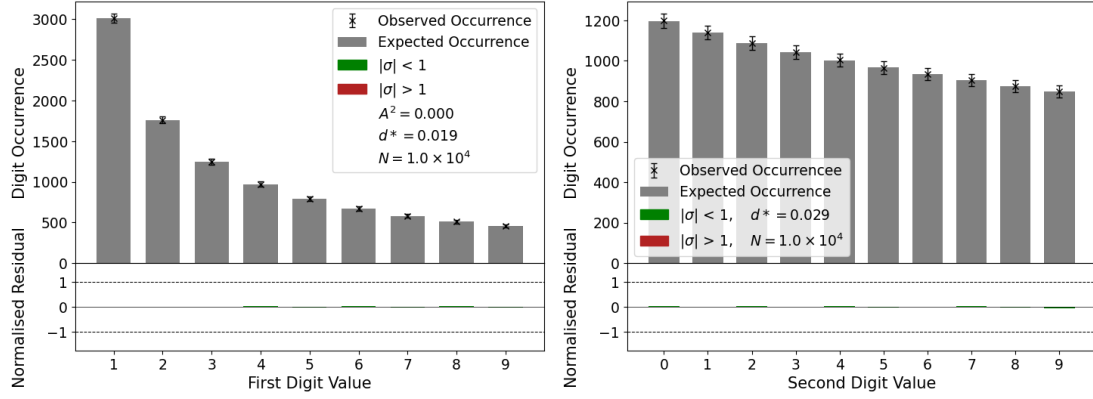 Digit Occurrence
3000
2500
2000
1500
1000
500
0
Observed Occurrence
Expected Occurrence
|σ| < 1
|σ| > 1
A² = 0.000
d* = 0.019
N = 1.0 × 10⁴
Normalised Residual
1
0
−1
1 2 3 4 5 6 7 8 9
First Digit Value
Digit Occurrence
1200
1000
800
600
400
200
0
Observed Occurrencee
Expected Occurrence
|σ| < 1, d* = 0.029
|σ| > 1, N = 1.0 × 10⁴
Normalised Residual
1
0
−1
0 1 2 3 4 5 6 7 8 9
Second Digit Value